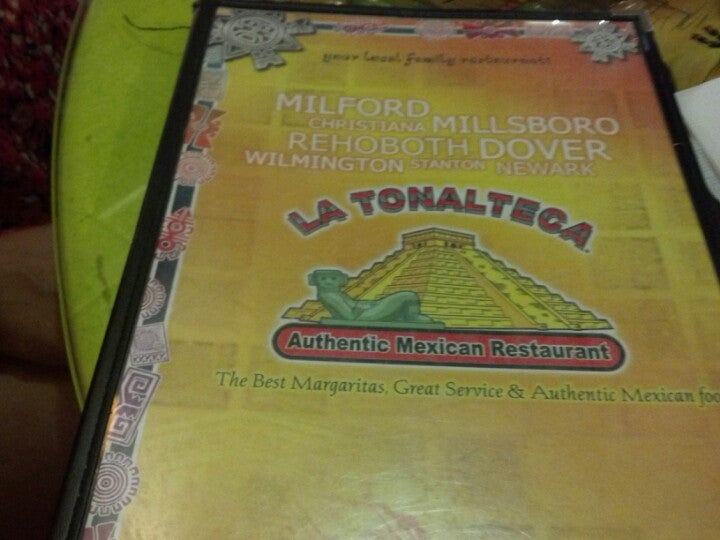 your local family restaurant!
MILFORD
CHRISTIANA MILLSBORO
REHOBOTH DOVER
WILMINGTON STANTON NEWARK
LA TONALTECA
Authentic Mexican Restaurant
The Best Margaritas, Great Service & Authentic Mexican foo